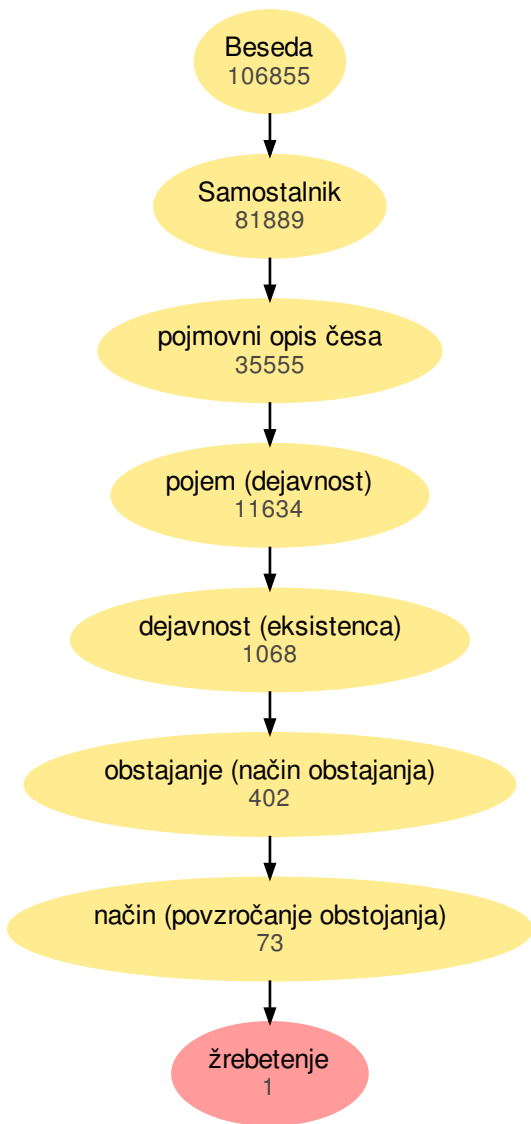 Beseda
106855
Samostalnik
81889
pojmovni opis česa
35555
pojem (dejavnost)
11634
dejavnost (eksistenca)
1068
obstajanje (način obstajanja)
402
način (povzročanje obstojanja)
73
žrebetenje
1